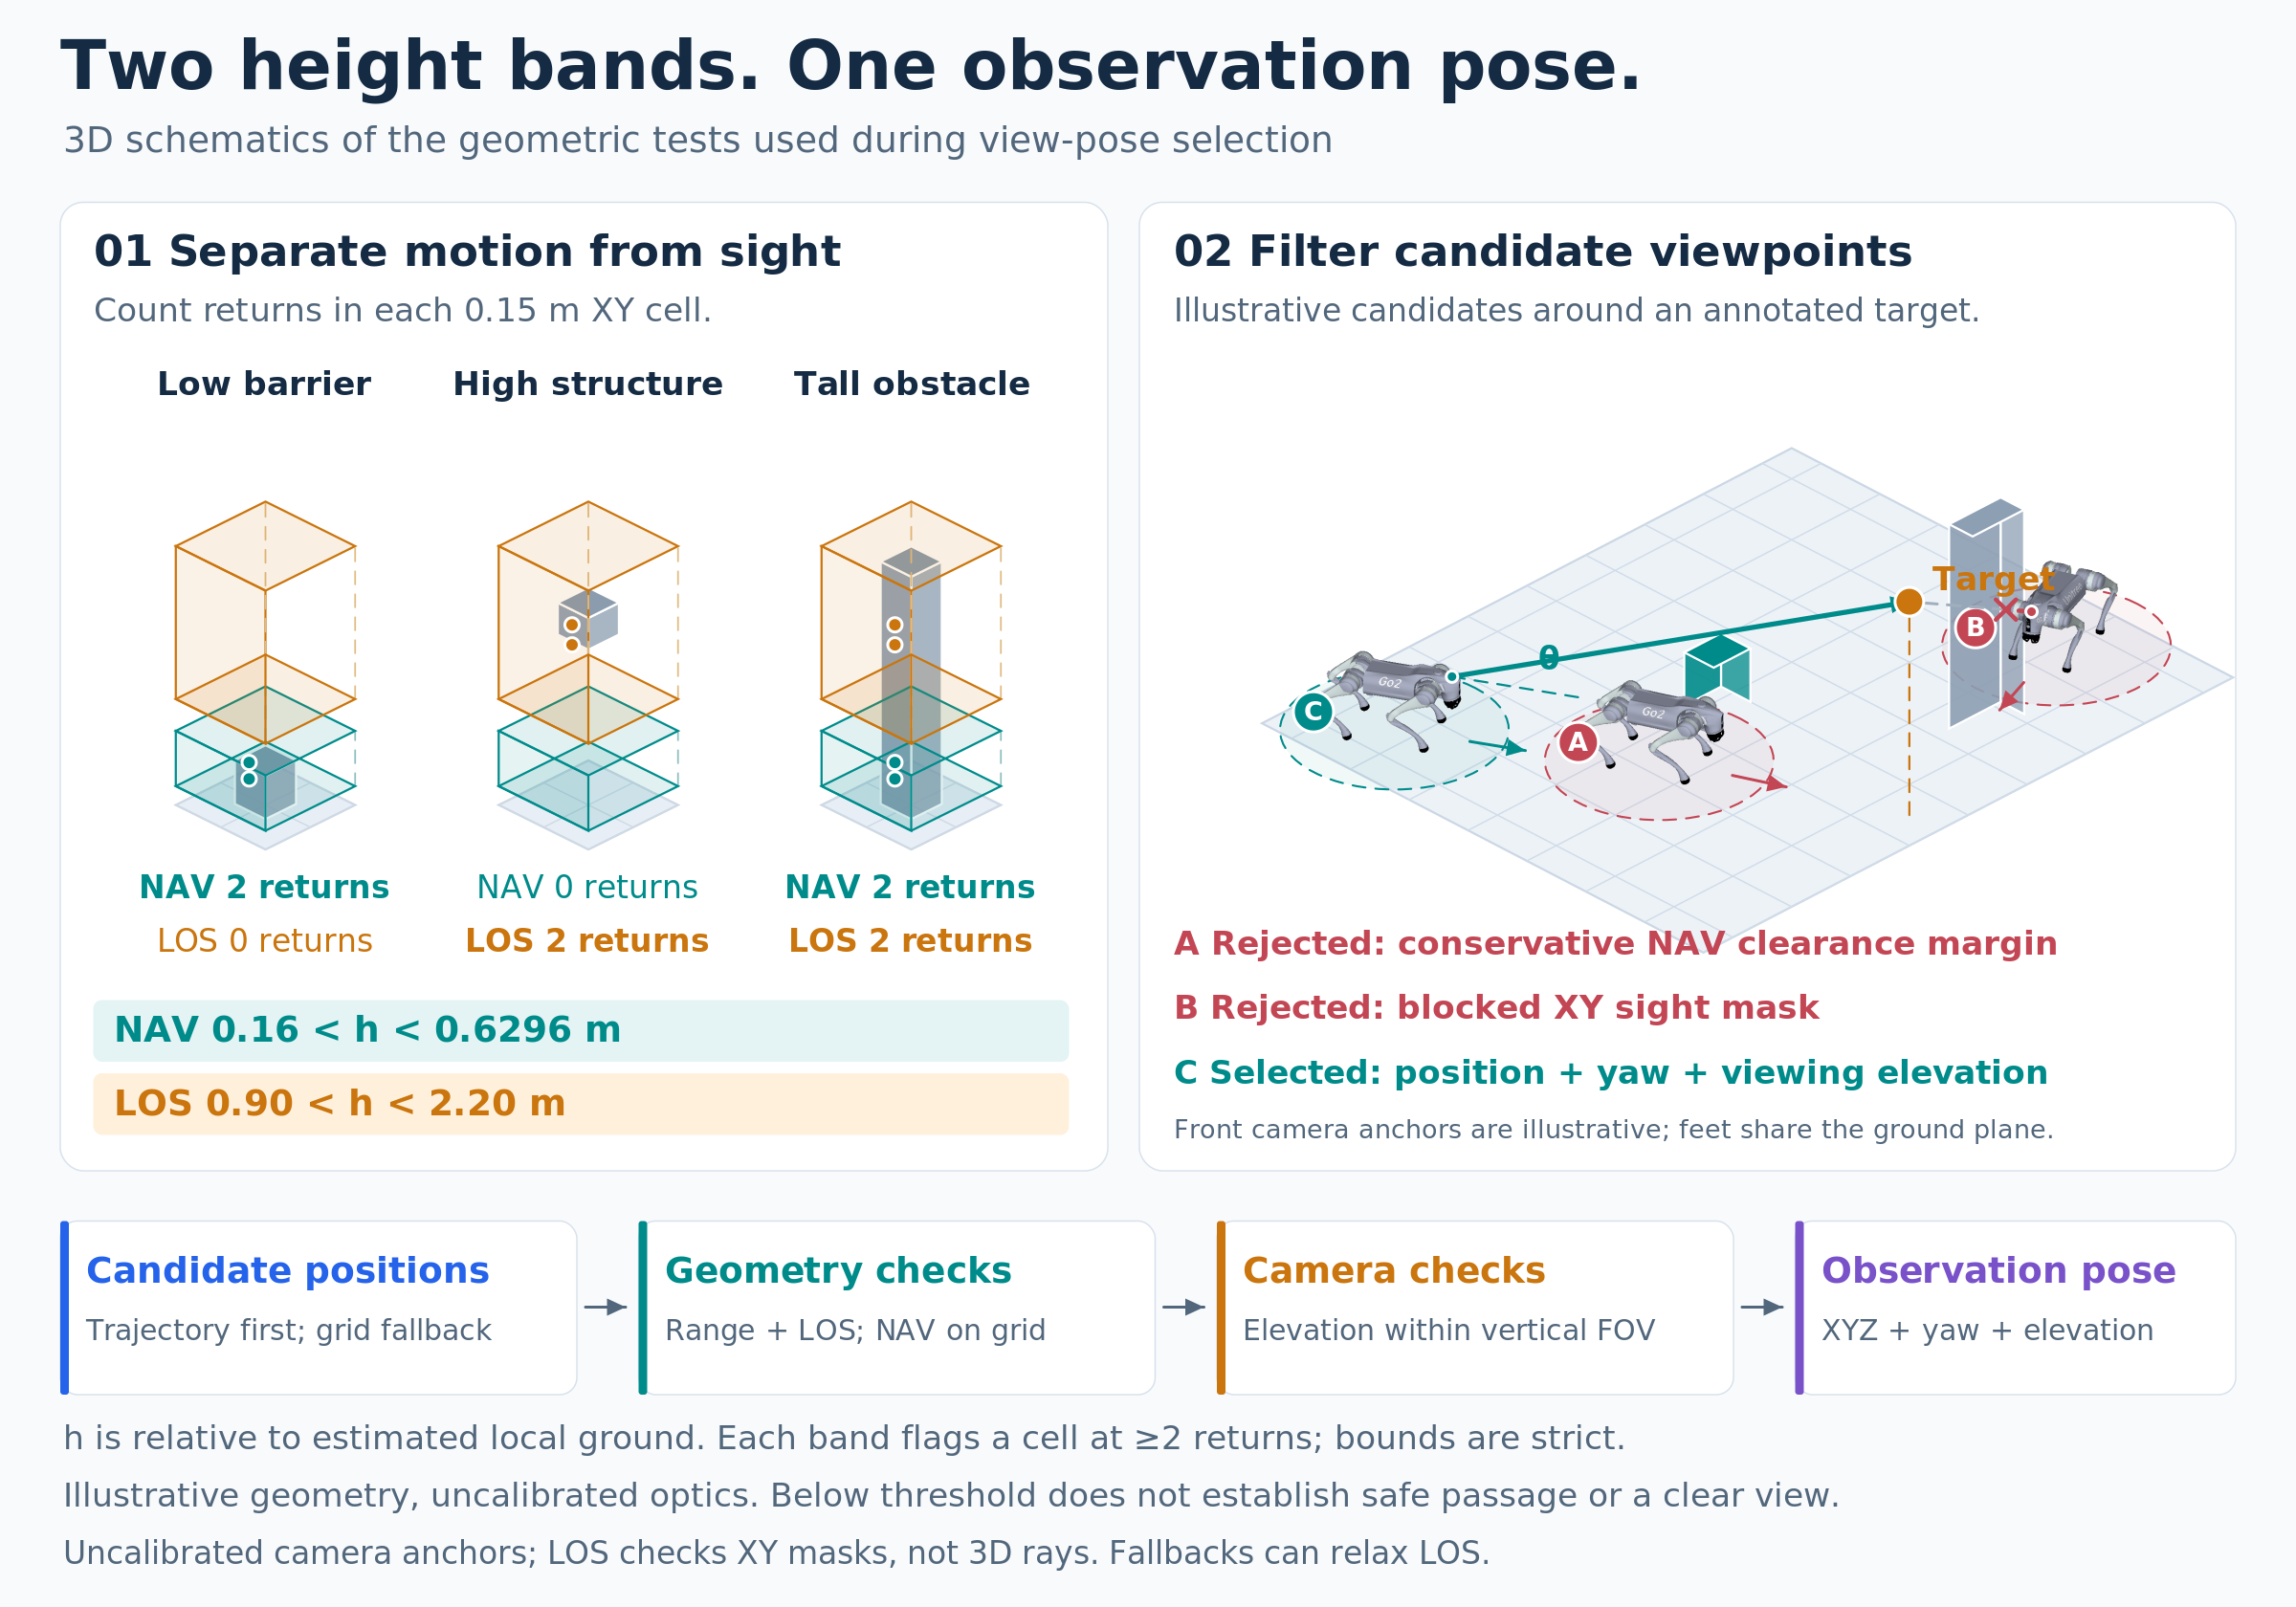 Two height bands. One observation pose.
3D schematics of the geometric tests used during view-pose selection
01 Separate motion from sight
Count returns in each 0.15 m XY cell.
Low barrier
High structure
Tall obstacle
NAV 2 returns
NAV 0 returns
NAV 2 returns
LOS 0 returns
LOS 2 returns
LOS 2 returns
NAV 0.16 < h < 0.6296 m
LOS 0.90 < h < 2.20 m
02 Filter candidate viewpoints
Illustrative candidates around an annotated target.
Target
B
θ
C
Go2
A
Go2
A Rejected: conservative NAV clearance margin
B Rejected: blocked XY sight mask
C Selected: position + yaw + viewing elevation
Front camera anchors are illustrative; feet share the ground plane.
Candidate positions
Trajectory first; grid fallback
Geometry checks
Range + LOS; NAV on grid
Camera checks
Elevation within vertical FOV
Observation pose
XYZ + yaw + elevation
h is relative to estimated local ground. Each band flags a cell at ≥2 returns; bounds are strict.
Illustrative geometry, uncalibrated optics. Below threshold does not establish safe passage or a clear view.
Uncalibrated camera anchors; LOS checks XY masks, not 3D rays. Fallbacks can relax LOS.